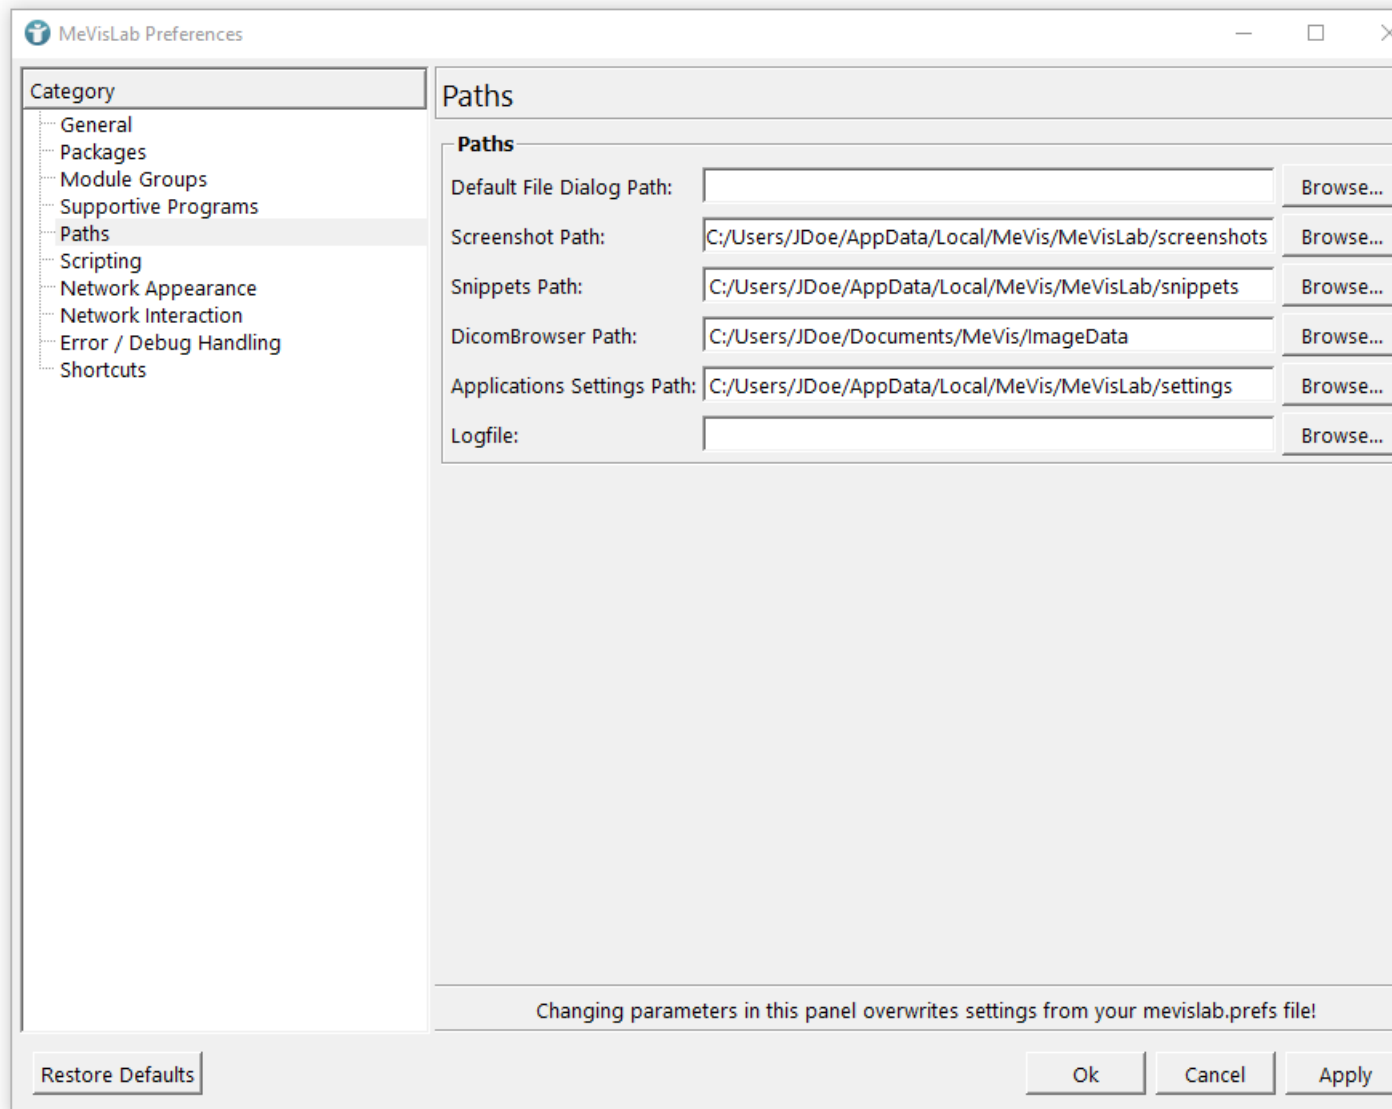 MeVisLab Preferences
Category
General
Packages
Module Groups
Supportive Programs
Paths
Scripting
Network Appearance
Network Interaction
Error / Debug Handling
Shortcuts
Paths
Paths
Default File Dialog Path: Browse...
Screenshot Path: C:/Users/JDoe/AppData/Local/MeVis/MeVisLab/screenshots Browse...
Snippets Path: C:/Users/JDoe/AppData/Local/MeVis/MeVisLab/snippets Browse...
DicomBrowser Path: C:/Users/JDoe/Documents/MeVis/ImageData Browse...
Applications Settings Path: C:/Users/JDoe/AppData/Local/MeVis/MeVisLab/settings Browse...
Logfile: Browse...
Changing parameters in this panel overwrites settings from your mevislab.prefs file!
Restore Defaults Ok Cancel Apply